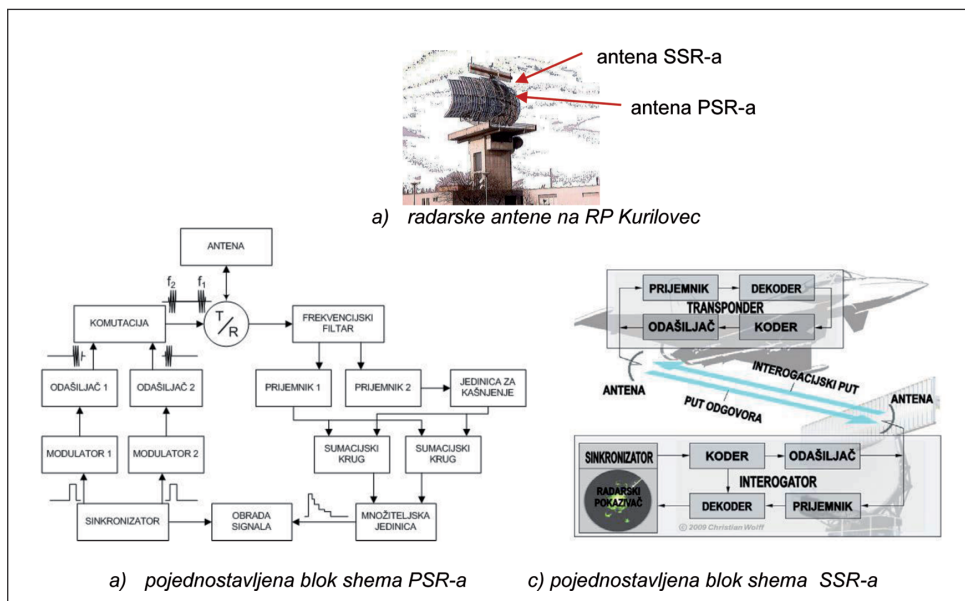 antena SSR-a
antena PSR-a
a) radarske antene na RP Kurilovec
ANTENA
f2
f1
KOMUTACIJA
T/R
FREKVENCIJSKI
FILTAR
ODAŠILJAČ 1
ODAŠILJAČ 2
PRIJEMNIK 1
PRIJEMNIK 2
JEDINICA ZA
KAŠNJENJE
MODULATOR 1
MODULATOR 2
SUMACIJSKI
KRUG
SUMACIJSKI
KRUG
SINKRONIZATOR
OBRADA
SIGNALA
MNOŽITELJSKA
JEDINICA
a) pojednostavljena blok shema PSR-a
PRIJEMNIK
DEKODER
TRANSPONDER
ODAŠILJAČ
KODER
ANTENA
INTEROGACIJSKI PUT
PUT ODGOVORA
ANTENA
SINKRONIZATOR
KODER
ODAŠILJAČ
INTEROGATOR
RADARSKI
POKAZIVAČ
DEKODER
PRIJEMNIK
© 2009 Christian Wolff
c) pojednostavljena blok shema SSR-a